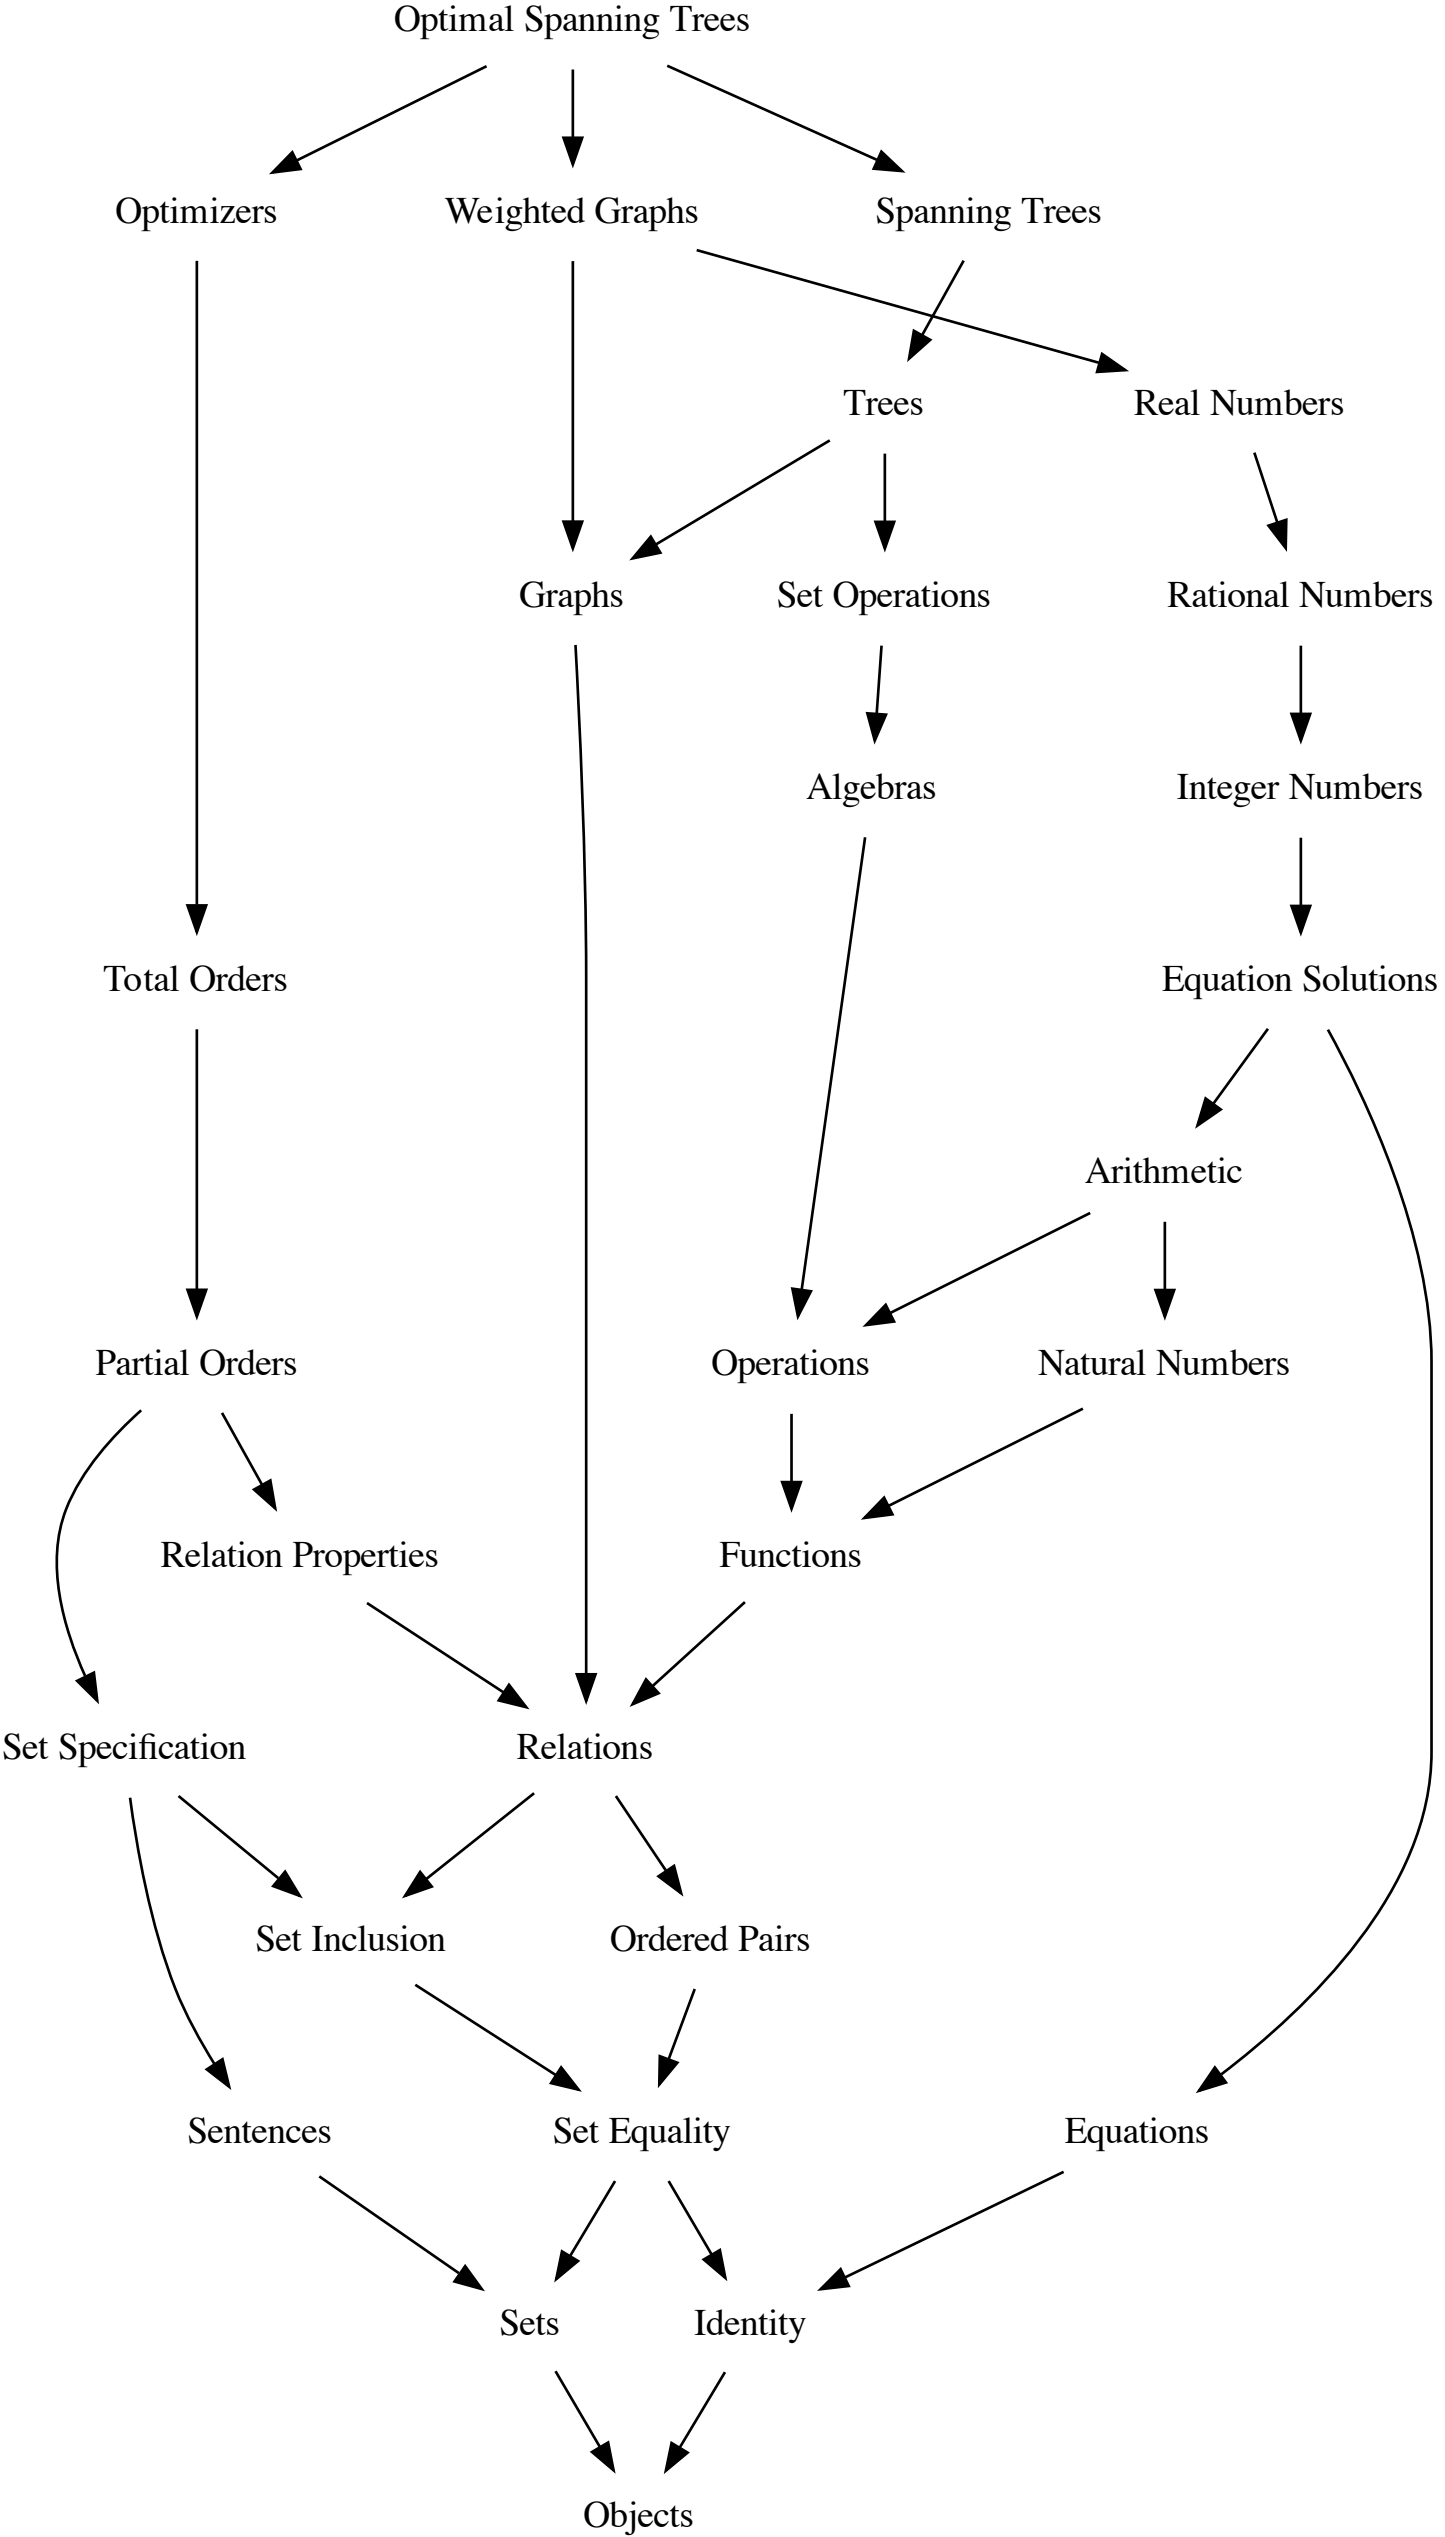 Optimal Spanning Trees
Optimizers
Weighted Graphs
Spanning Trees
Trees
Real Numbers
Graphs
Set Operations
Rational Numbers
Algebras
Integer Numbers
Total Orders
Equation Solutions
Arithmetic
Partial Orders
Operations
Natural Numbers
Relation Properties
Functions
Set Specification
Relations
Set Inclusion
Ordered Pairs
Sentences
Set Equality
Equations
Sets
Identity
Objects